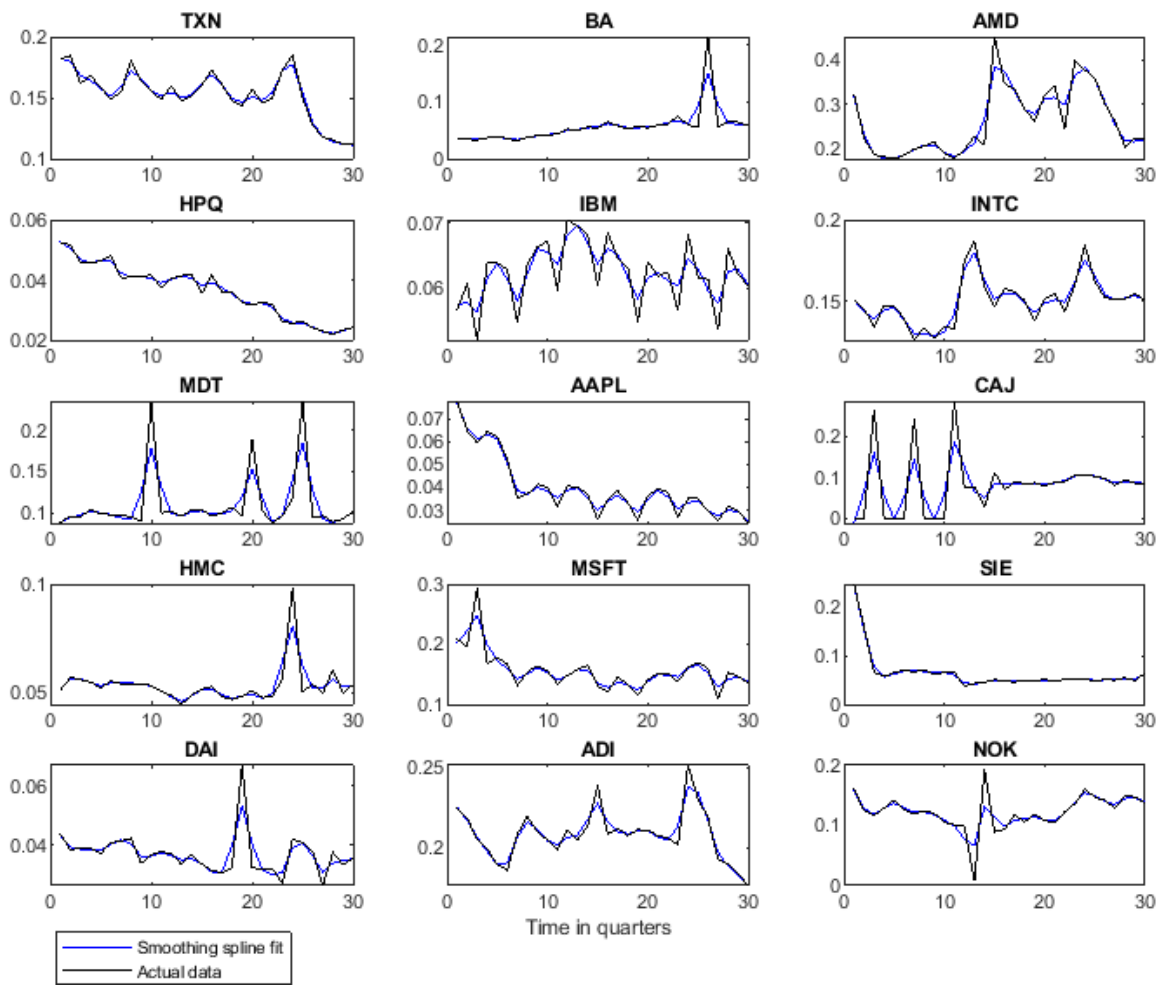 TXN
BA
AMD
0.2
0.15
0.1
0 10 20 30
0.2
0.1
0
0 10 20 30
0.4
0.3
0.2
0 10 20 30
HPQ
IBM
INTC
0.06
0.04
0.02
0 10 20 30
0.07
0.06
0 10 20 30
0.2
0.15
0 10 20 30
MDT
AAPL
CAJ
0.2
0.15
0.1
0 10 20 30
0.07
0.06
0.05
0.04
0.03
0 10 20 30
0.2
0.1
0
0 10 20 30
HMC
MSFT
SIE
0.1
0.05
0 10 20 30
0.3
0.2
0.1
0 10 20 30
0.2
0.1
0
0 10 20 30
DAI
ADI
NOK
0.06
0.04
0 10 20 30
0.25
0.2
0 10 20 30
0.2
0.1
0
0 10 20 30
Time in quarters
Smoothing spline fit
Actual data